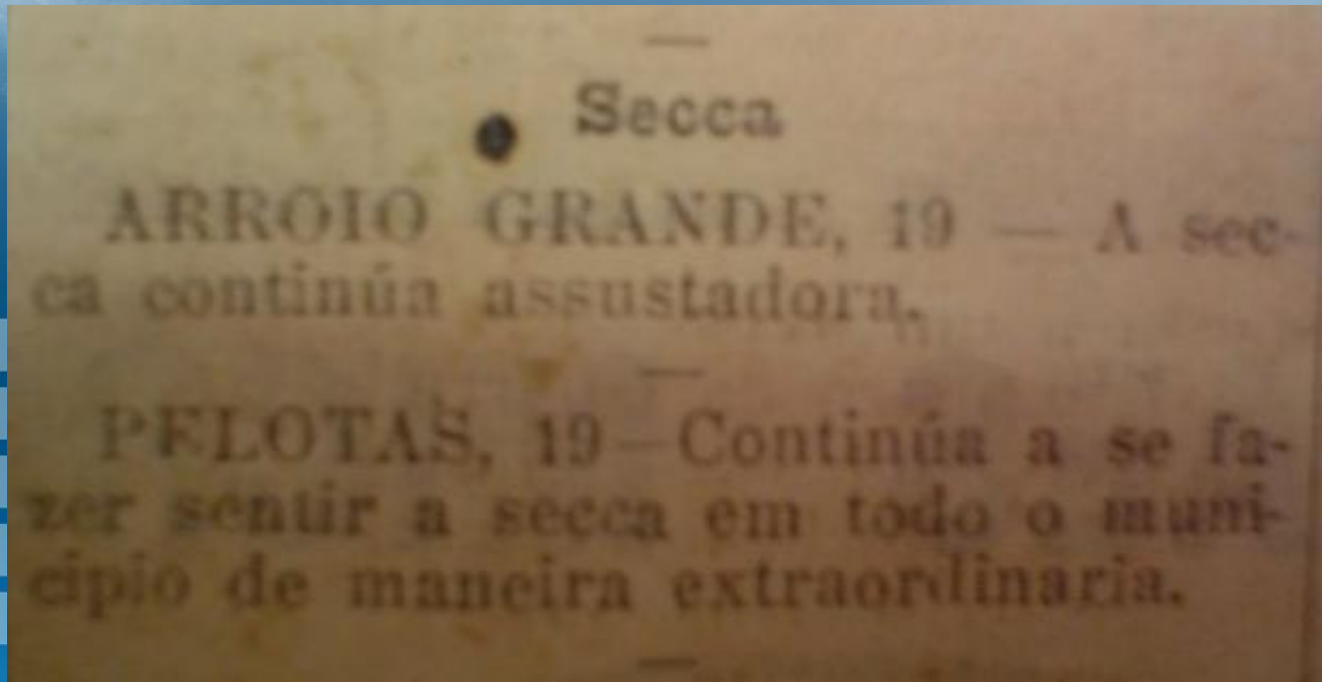 Secca
ARROIO GRANDE, 19 — A sec-
ca continúa assustadora.
PELOTAS, 19—Continúa a se fa-
zer sentir a secca em todo o muni-
cipio de maneira extraordinaria.